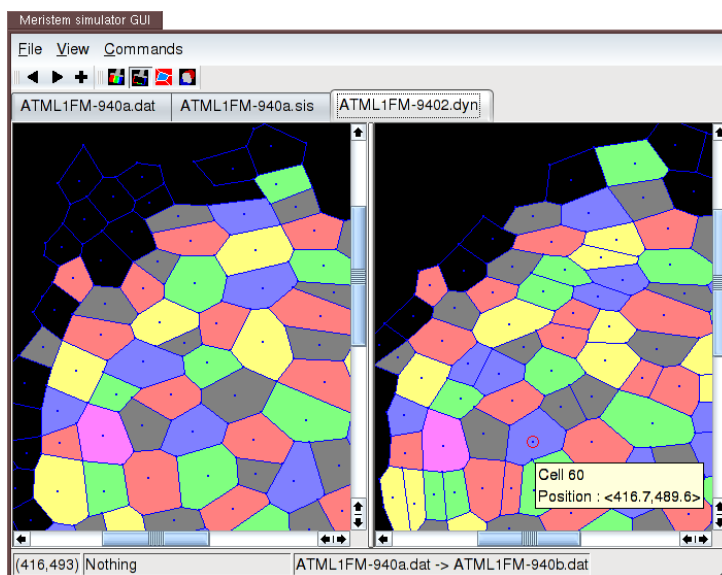 Meristem simulator GUI
File View Commands
ATML1FM-940a.dat ATML1FM-940a.sis ATML1FM-9402.dyn
Cell 60
Position : <416.7,489.6>
(416,493) Nothing ATML1FM-940a.dat -> ATML1FM-940b.dat